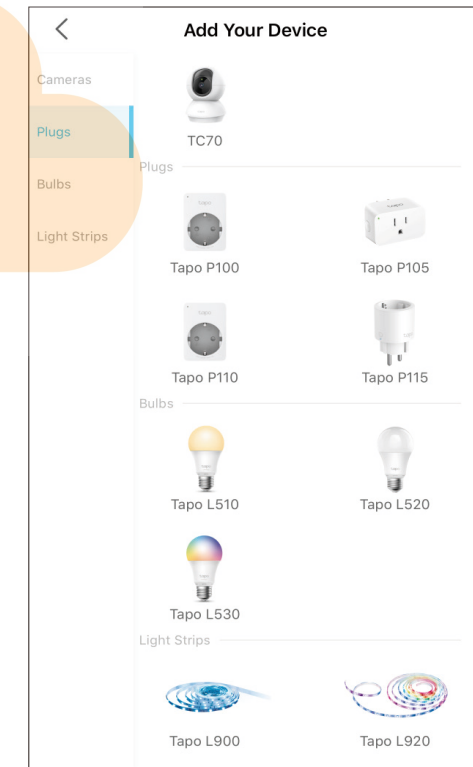 Add Your Device
Cameras
Plugs
Bulbs
Light Strips
TC70
Plugs
Tapo P100
Tapo P105
Tapo P110
Tapo P115
Bulbs
Tapo L510
Tapo L520
Tapo L530
Light Strips
Tapo L900
Tapo L920